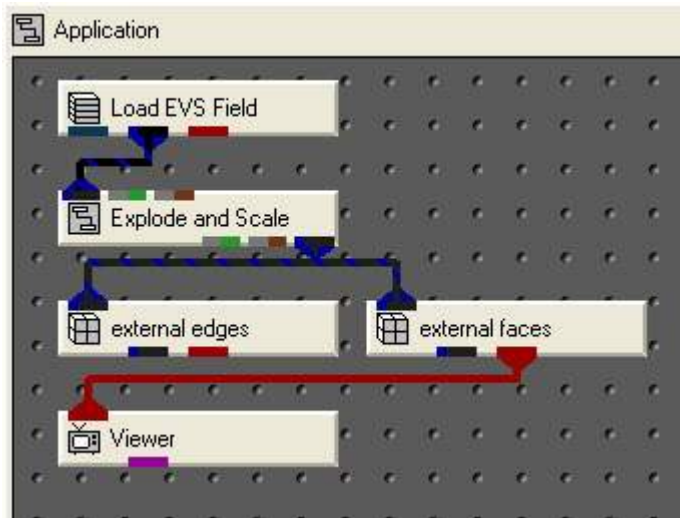 Application
Load EVS Field
Explode and Scale
external edges
external faces
Viewer